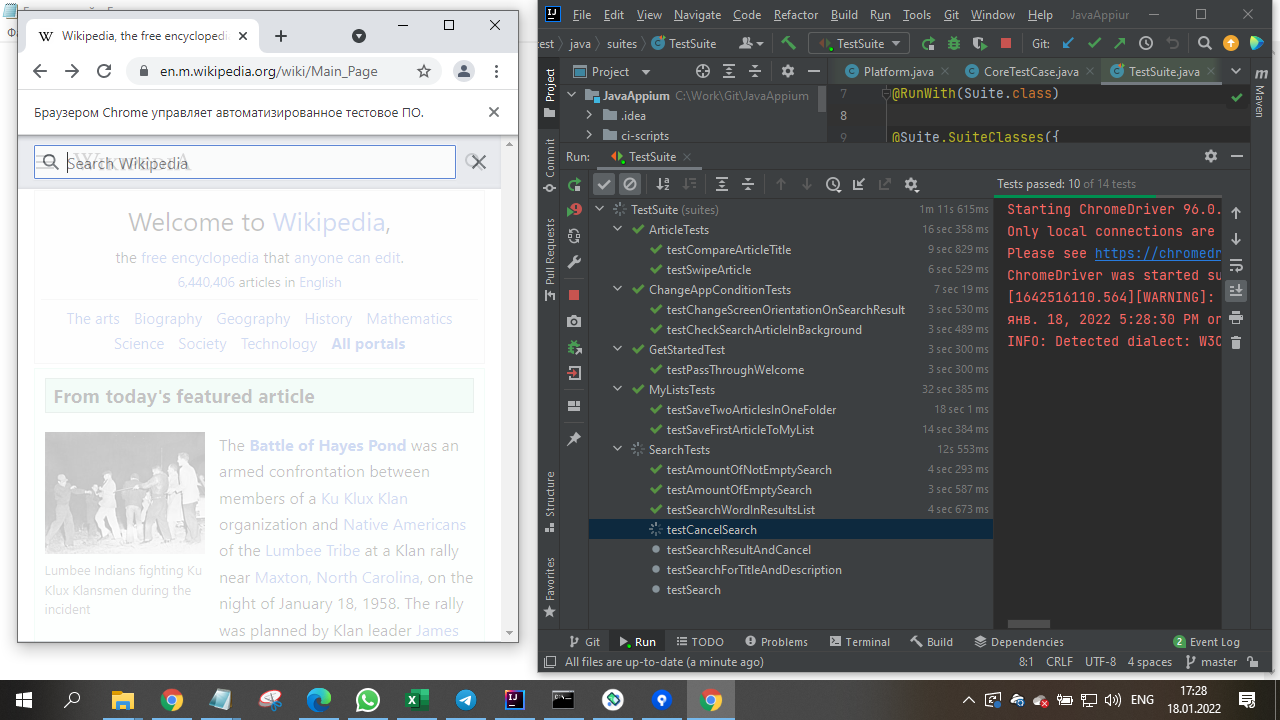 Wikipedia, the free encyclopedi
en.m.wikipedia.org/wiki/Main_Page
Браузером Chrome управляет автоматизированное тестовое ПО.
Search Wikipedia
Welcome to Wikipedia,
the free encyclopedia that anyone can edit.
6,440,406 articles in English
The arts Biography Geography History Mathematics
Science Society Technology All portals
From today's featured article
The Battle of Hayes Pond was an
armed confrontation between
members of a Ku Klux Klan
organization and Native Americans
of the Lumbee Tribe at a Klan rally
near Maxton, North Carolina, on the
night of January 18, 1958. The rally
was planned by Klan leader James
Lumbee Indians fighting Ku
Klux Klansmen during the
incident
File Edit View Navigate Code Refactor Build Run Tools Git Window Help JavaAppiur
test java suites TestSuite TestSuite Git:
Project Platform.java CoreTestCase.java TestSuite.java
JavaAppium C:\Work\Git\JavaAppium
.idea
ci-scripts
7 @RunWith(Suite.class)
8
9 @Suite.SuiteClasses({
Project
Commit
Pull Requests
Structure
Favorites
Maven
Run: TestSuite
Tests passed: 10 of 14 tests
TestSuite (suites) 1m 11s 615ms
ArticleTests 16 sec 358 ms
testCompareArticleTitle 9 sec 829 ms
testSwipeArticle 6 sec 529 ms
ChangeAppConditionTests 7 sec 19 ms
testChangeScreenOrientationOnSearchResult 3 sec 530 ms
testCheckSearchArticleInBackground 3 sec 489 ms
GetStartedTest 3 sec 300 ms
testPassThroughWelcome 3 sec 300 ms
MyListsTests 32 sec 385 ms
testSaveTwoArticlesInOneFolder 18 sec 1 ms
testSaveFirstArticleToMyList 14 sec 384 ms
SearchTests 12s 553ms
testAmountOfNotEmptySearch 4 sec 293 ms
testAmountOfEmptySearch 3 sec 587 ms
testSearchWordInResultsList 4 sec 673 ms
testCancelSearch
testSearchResultAndCancel
testSearchForTitleAndDescription
testSearch
Starting ChromeDriver 96.0.
Only local connections are
Please see https://chromedr
ChromeDriver was started su
[1642516110.564][WARNING]:
янв. 18, 2022 5:28:30 PM or
INFO: Detected dialect: W3C
Git Run TODO Problems Terminal Build Dependencies 2 Event Log
All files are up-to-date (a minute ago) 8:1 CRLF UTF-8 4 spaces master
ENG 17:28
18.01.2022